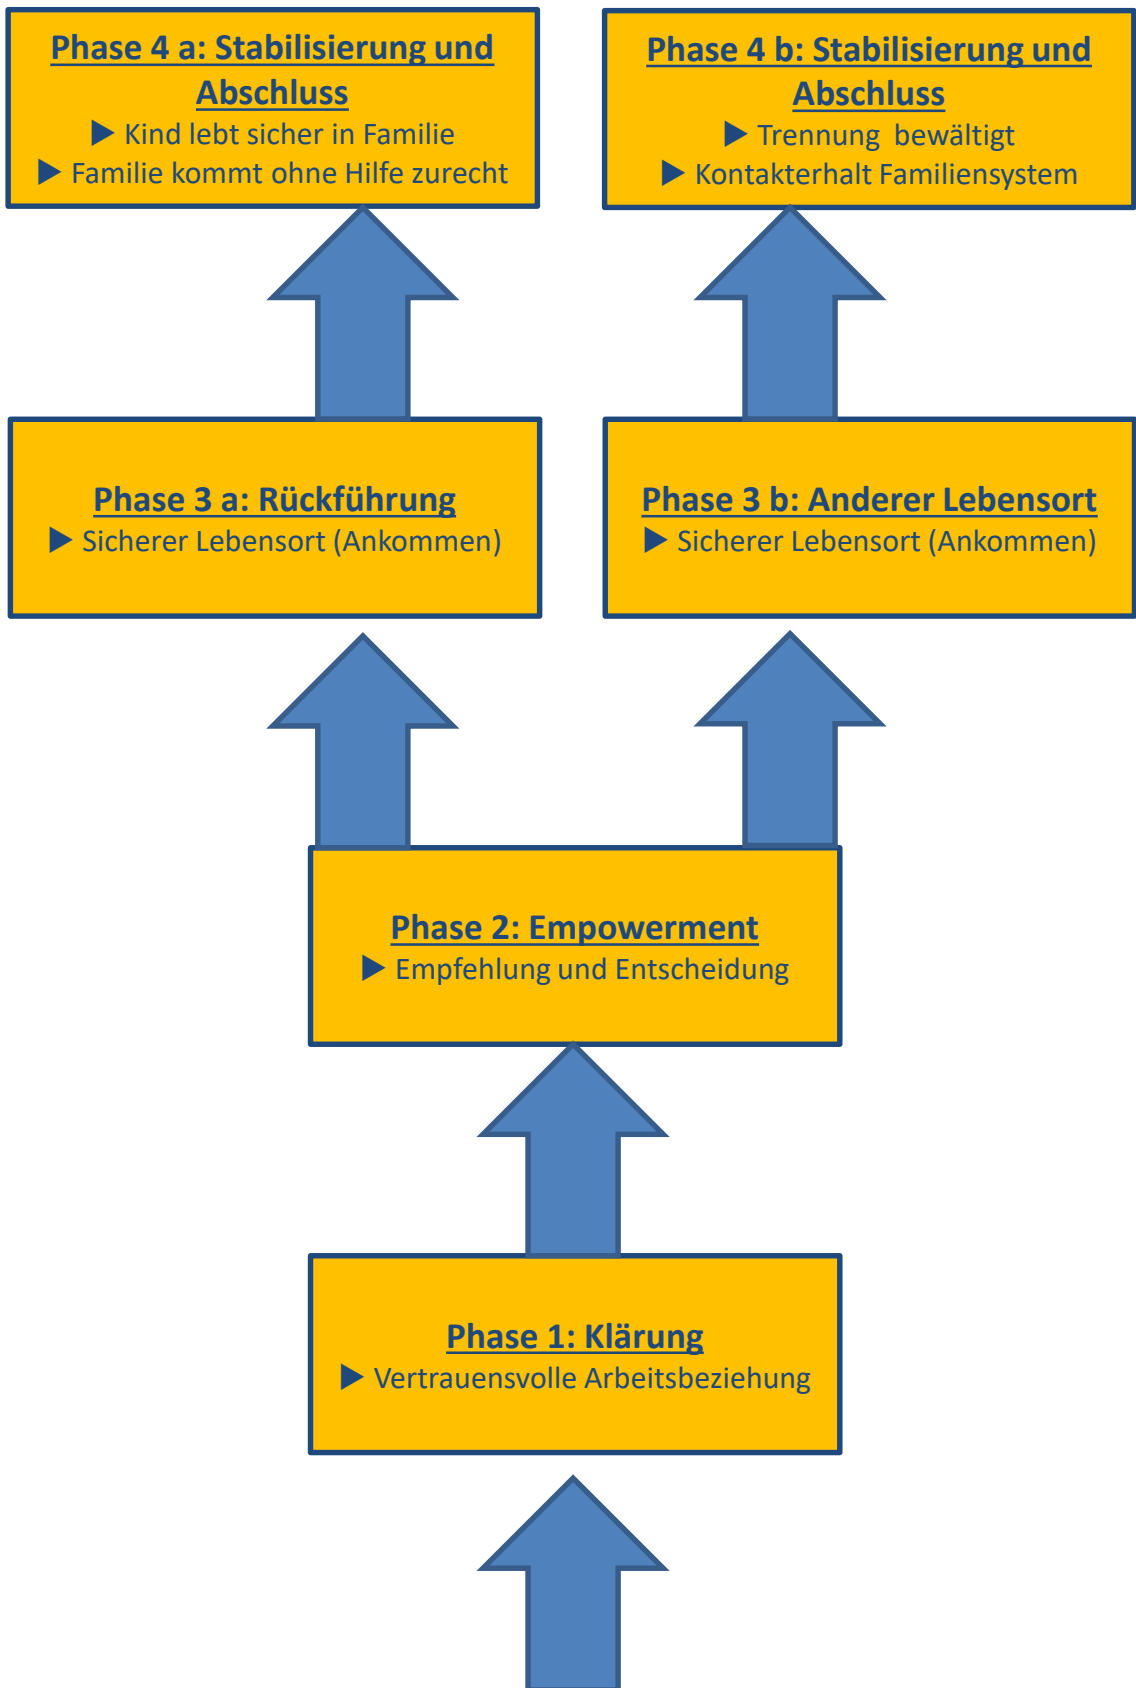 Phase 4 a: Stabilisierung und
Abschluss
▶ Kind lebt sicher in Familie
▶ Familie kommt ohne Hilfe zurecht
Phase 4 b: Stabilisierung und
Abschluss
▶ Trennung  bewältigt
▶ Kontakterhalt Familiensystem
Phase 3 a: Rückführung
▶ Sicherer Lebensort (Ankommen)
Phase 3 b: Anderer Lebensort
▶ Sicherer Lebensort (Ankommen)
Phase 2: Empowerment
▶ Empfehlung und Entscheidung
Phase 1: Klärung
▶ Vertrauensvolle Arbeitsbeziehung